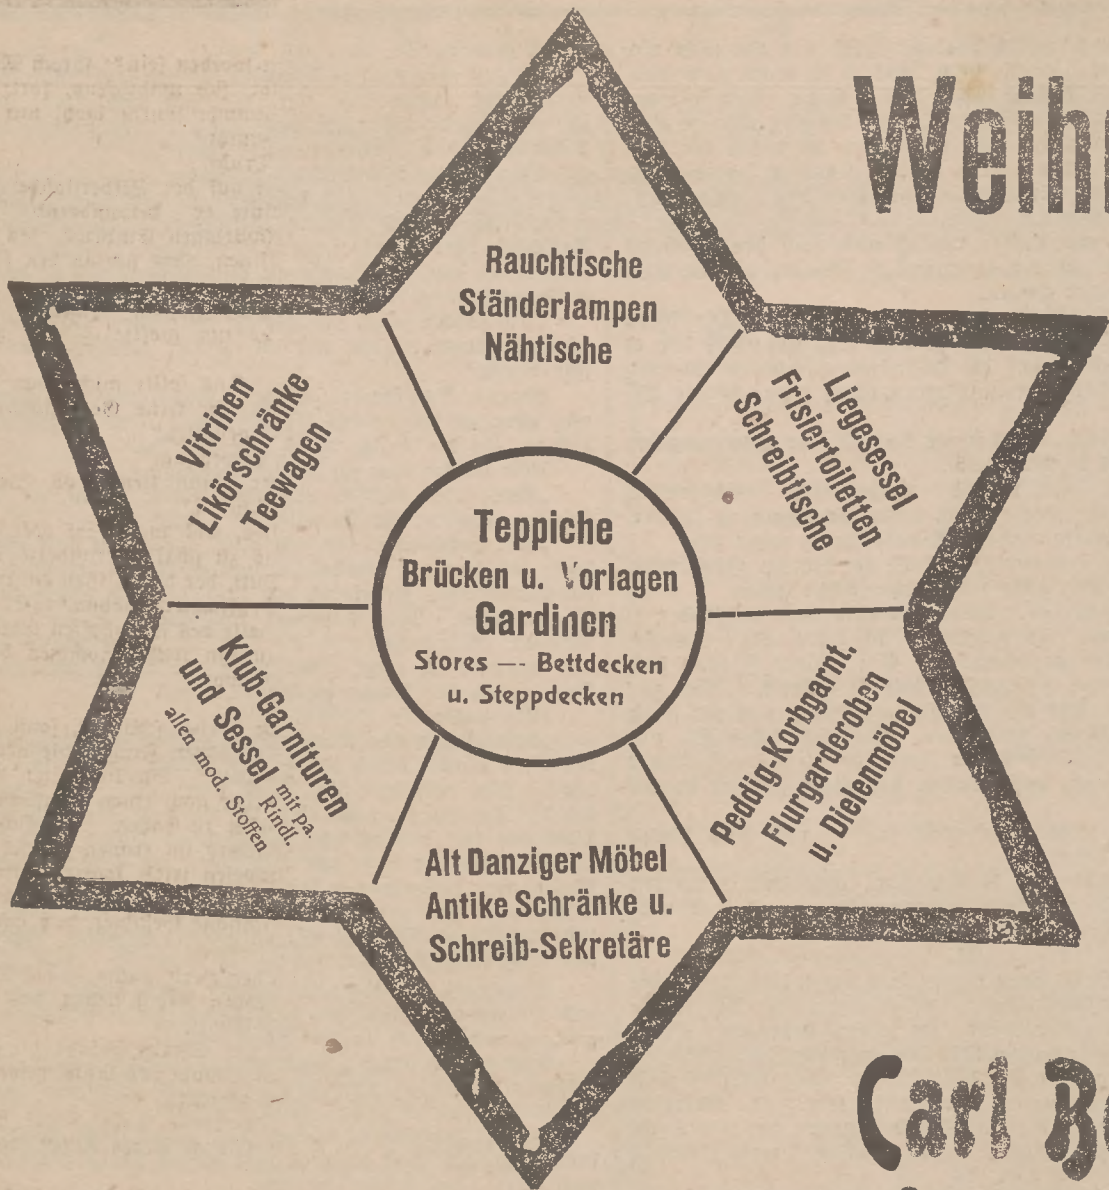 Weihn
Rauchtische
Ständerlampen
Nähtische
Vitrinen
Likörschränke
Teewagen
Liegesessel
Frisiertoiletten
Schreibtische
Teppiche
Brücken u. Vorlagen
Gardinen
Stores — Bettdecken
u. Steppdecken
Klub-Garnituren
und Sessel mit pa.
Rindl.
allen mod. Stoffen
Peddig-Korbgarnt.
Flurgarderoben
u. Dielenmöbel
Alt Danziger Möbel
Antike Schränke u.
Schreib-Sekretäre
Carl